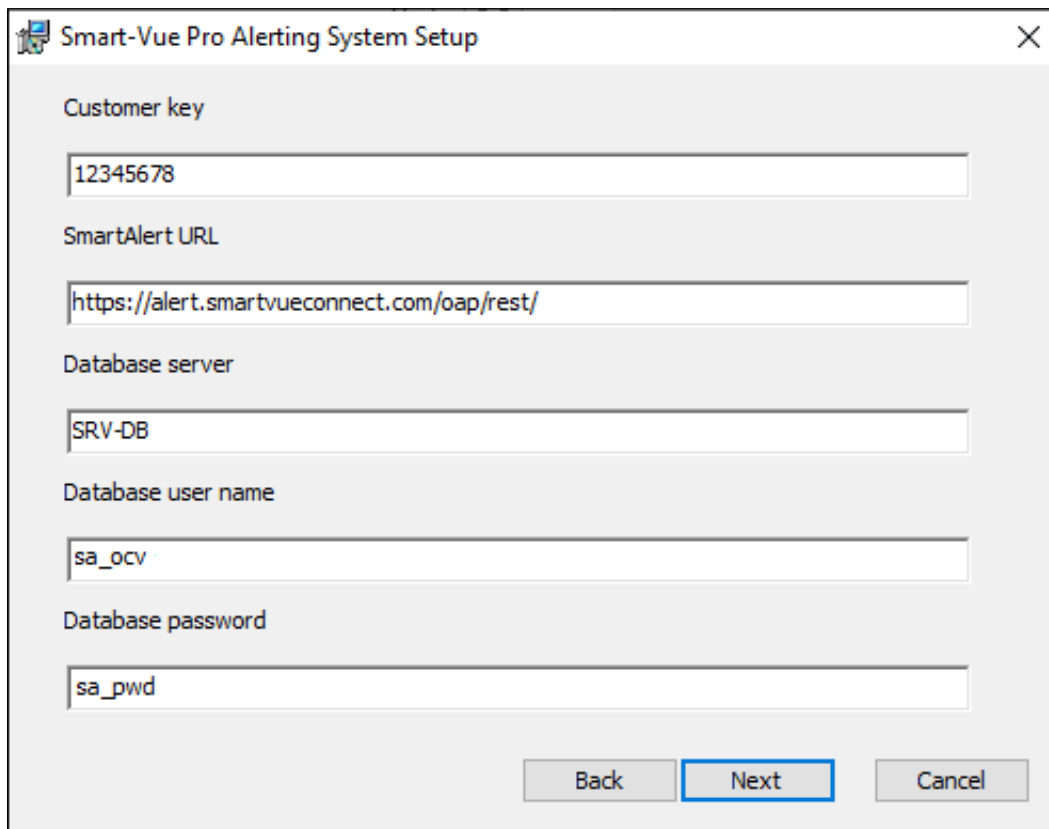 Smart-Vue Pro Alerting System Setup
Customer key
12345678
SmartAlert URL
https://alert.smartvueconnect.com/oap/rest/
Database server
SRV-DB
Database user name
sa_ocv
Database password
sa_pwd
Back Next Cancel